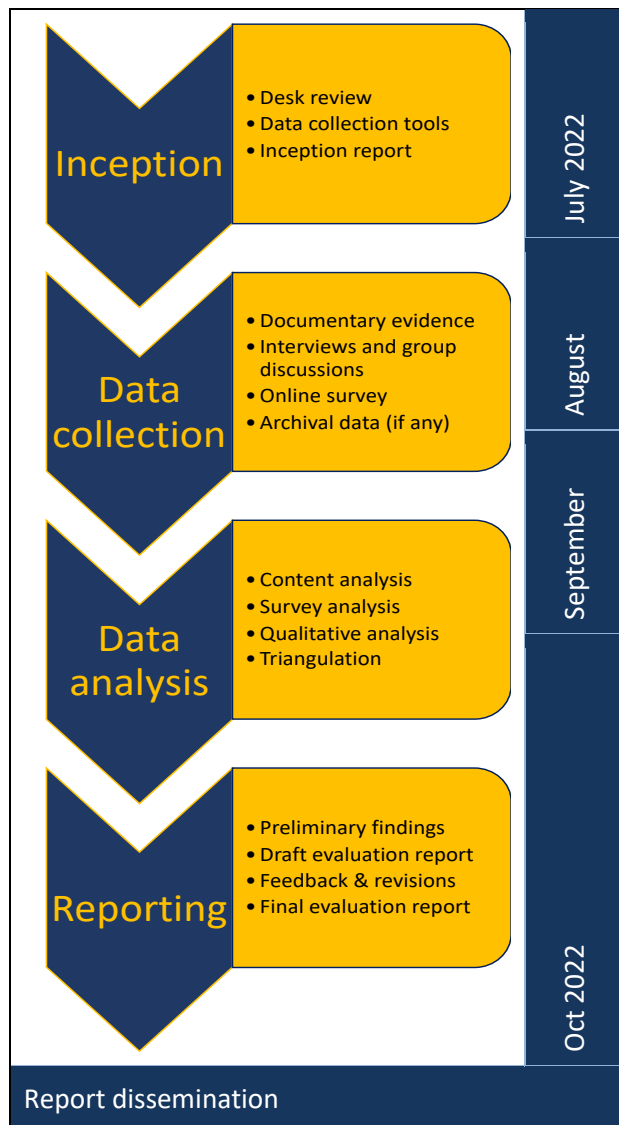 Inception
• Desk review
• Data collection tools
• Inception report
July 2022
Data
collection
• Documentary evidence
• Interviews and group
discussions
• Online survey
• Archival data (if any)
August
Data
analysis
• Content analysis
• Survey analysis
• Qualitative analysis
• Triangulation
September
Reporting
• Preliminary findings
• Draft evaluation report
• Feedback & revisions
• Final evaluation report
Oct 2022
Report dissemination